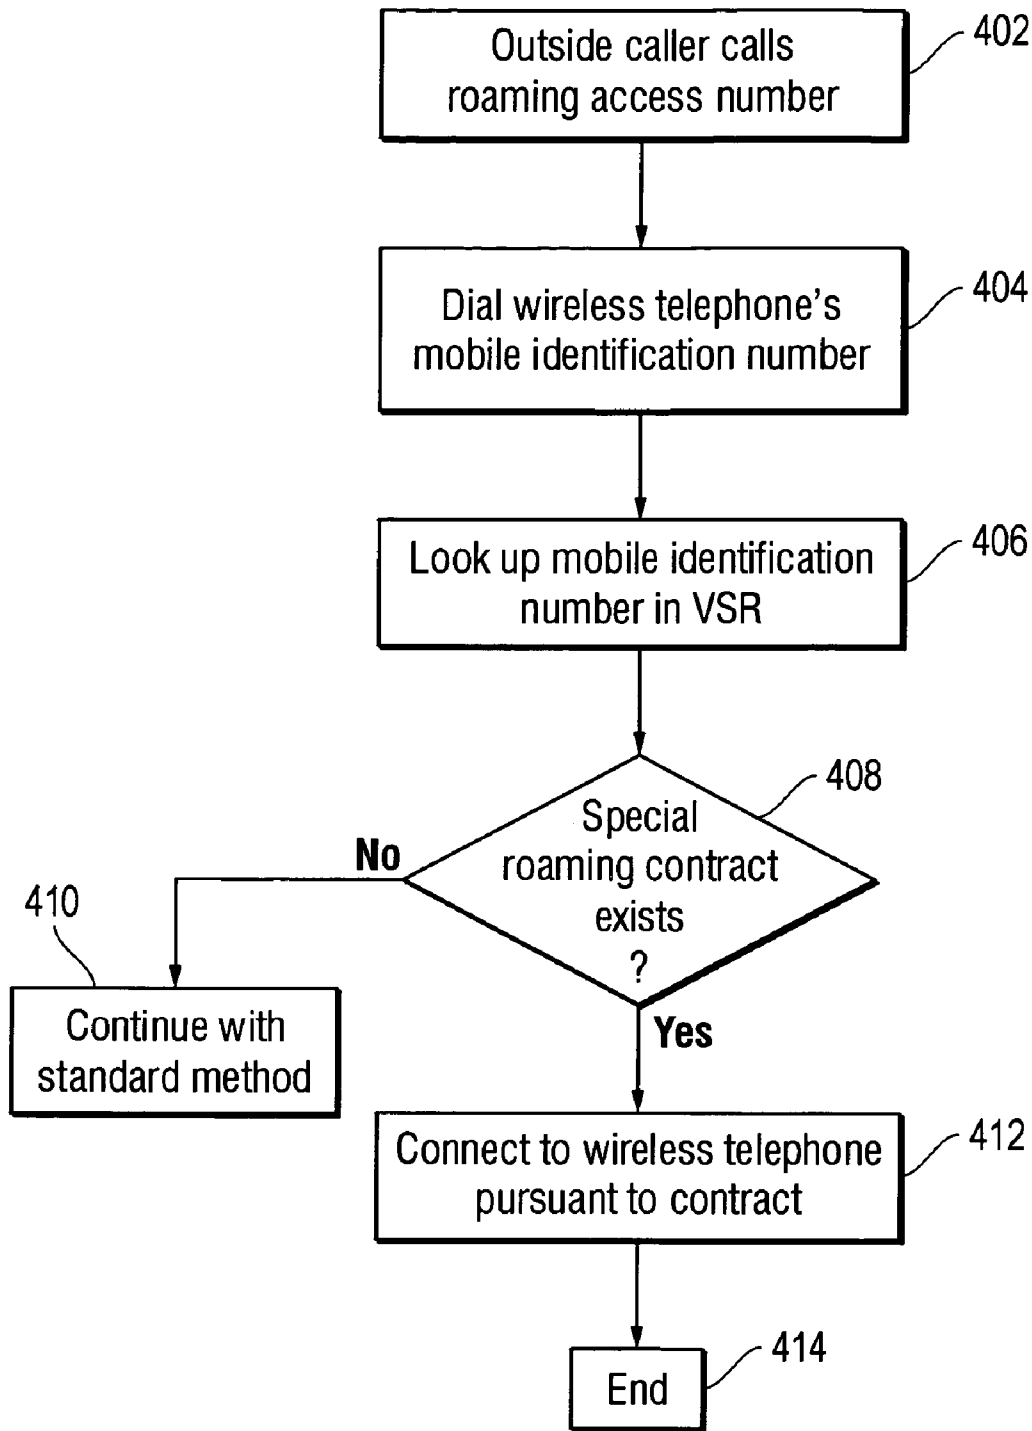 Outside caller calls
roaming access number
402
Dial wireless telephone's
mobile identification number
404
Look up mobile identification
number in VSR
406
Special
roaming contract
exists
?
408
No
410
Continue with
standard method
Yes
Connect to wireless telephone
pursuant to contract
412
End
414